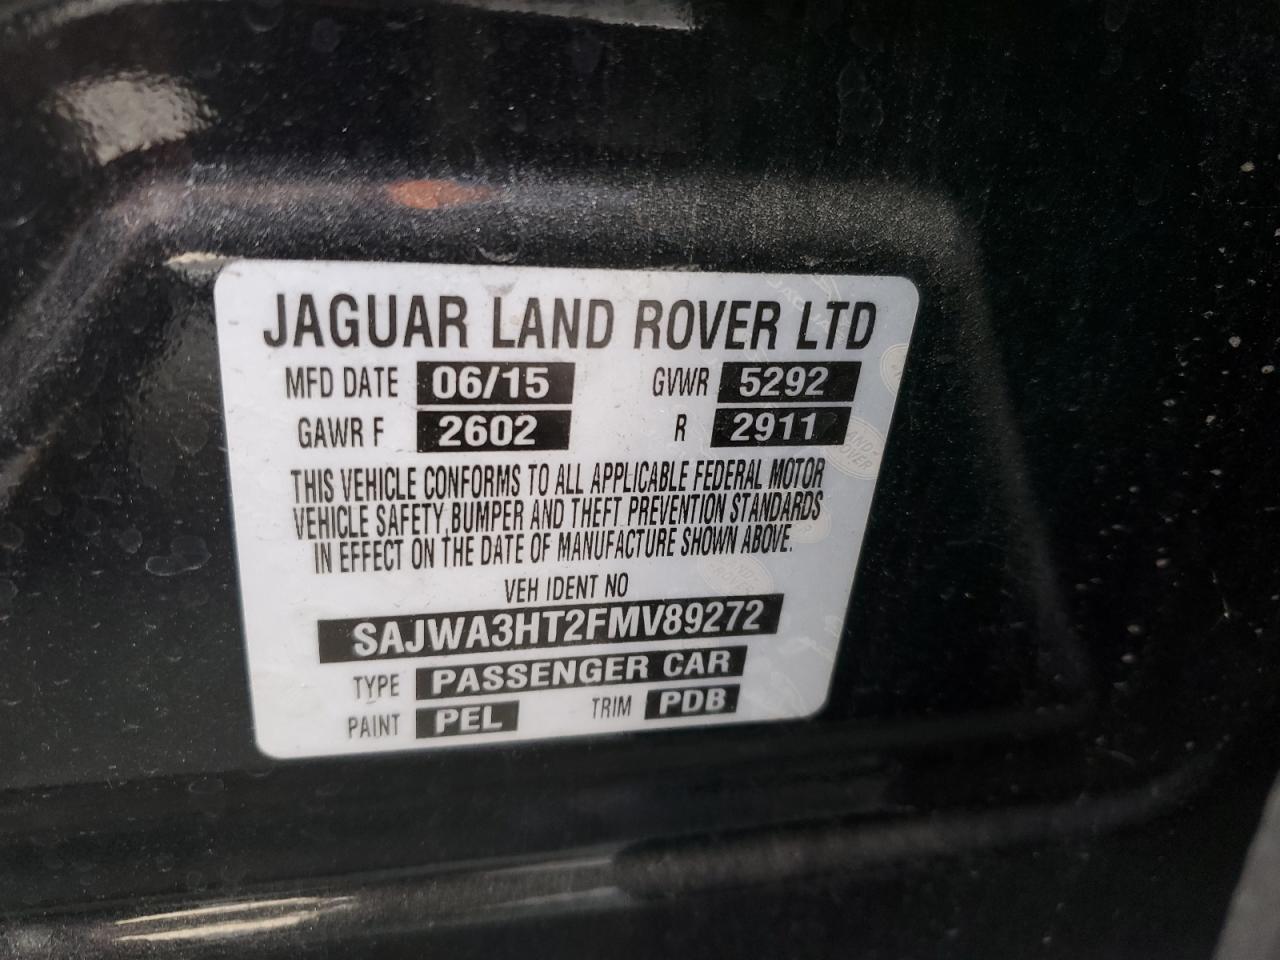 JAGUAR LAND ROVER LTD
MFD DATE 06/15 GVWR 5292
GAWR F 2602 R 2911
THIS VEHICLE CONFORMS TO ALL APPLICABLE FEDERAL MOTOR
VEHICLE SAFETY,BUMPER AND THEFT PREVENTION STANDARDS
IN EFFECT ON THE DATE OF MANUFACTURE SHOWN ABOVE.
VEH IDENT NO
SAJWA3HT2FMV89272
TYPE PASSENGER CAR
PAINT PEL TRIM PDB